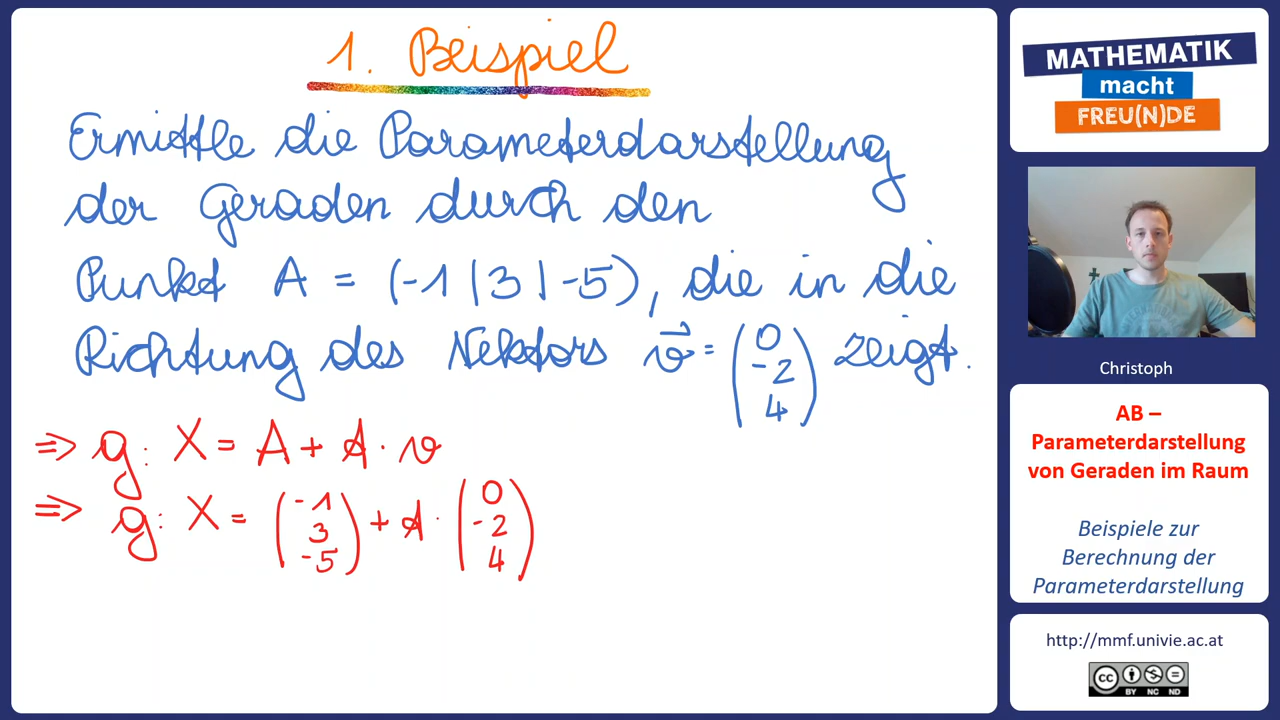 1. Beispiel
Ermittle die Parameterdarstellung
der Geraden durch den
Punkt A = (-1 | 3 | -5), die in die
Richtung des Vektors v⃗ = (0 -2 4) zeigt.
⇒ g: X = A + s · v
⇒ g: X = (-1 3 -5) + s · (0 -2 4)
MATHEMATIK
macht
FREU(N)DE
Christoph
AB –
Parameterdarstellung
von Geraden im Raum
Beispiele zur
Berechnung der
Parameterdarstellung
http://mmf.univie.ac.at
cc
BY NC ND